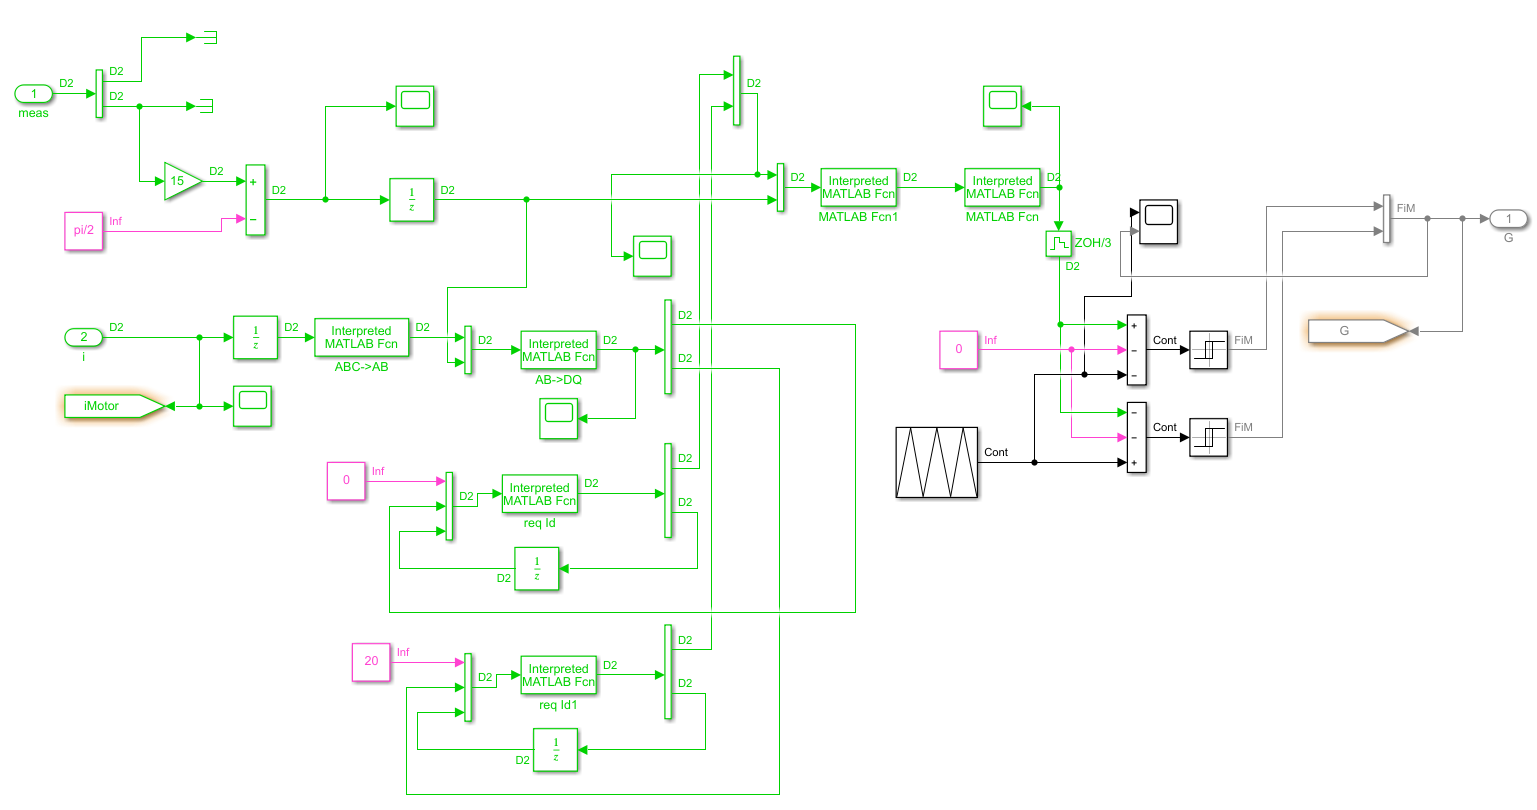 D2
D2
1
D2
meas
D2
15
D2
+
−
D2
pi/2
Inf
1
z
D2
D2
D2
Interpreted
MATLAB Fcn
MATLAB Fcn1
D2
Interpreted
MATLAB Fcn
MATLAB Fcn
D2
ZOH/3
D2
FiM
1
G
G
2
i
D2
1
z
D2
Interpreted
MATLAB Fcn
ABC->AB
D2
D2
Interpreted
MATLAB Fcn
AB->DQ
D2
D2
D2
iMotor
0
Inf
+
−
−
Cont
FiM
−
−
+
Cont
FiM
Cont
0
Inf
D2
Interpreted
MATLAB Fcn
req Id
D2
D2
D2
1
z
D2
20
Inf
D2
Interpreted
MATLAB Fcn
req Id1
D2
D2
D2
1
z
D2